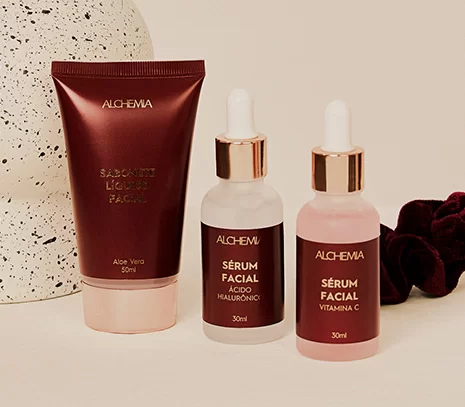 ALCHEMIA
SABONETE
LÍQUIDO
FACIAL
Aloe Vera
50ml
ALCHEMIA
SÉRUM
FACIAL
ÁCIDO
HIALURÔNICO
30ml
ALCHEMIA
SÉRUM
FACIAL
VITAMINA C
30ml